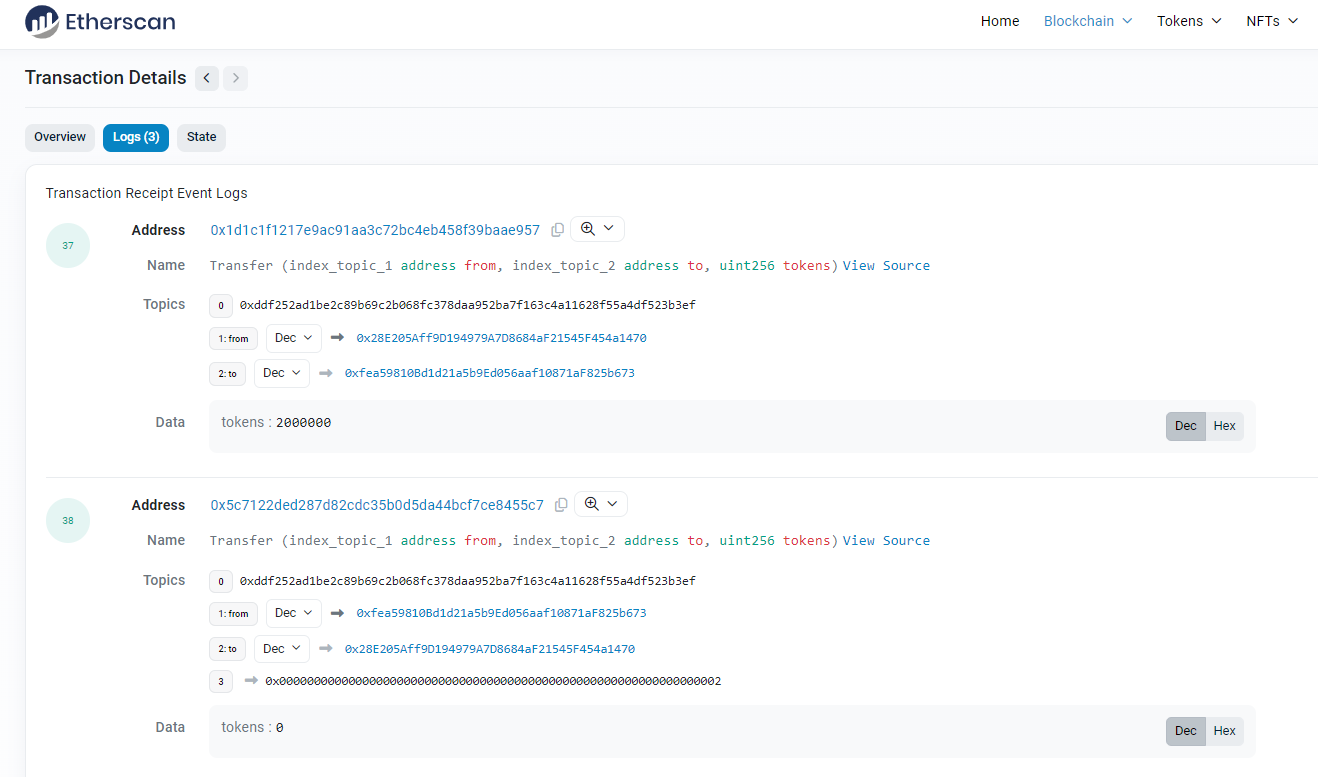 Etherscan
Home Blockchain Tokens NFTs
Transaction Details
Overview Logs (3) State
Transaction Receipt Event Logs
37 Address 0x1d1c1f1217e9ac91aa3c72bc4eb458f39baae957
Name Transfer (index_topic_1 address from, index_topic_2 address to, uint256 tokens) View Source
Topics 0 0xddf252ad1be2c89b69c2b068fc378daa952ba7f163c4a11628f55a4df523b3ef
1: from Dec 0x28E205Aff9D194979A7D8684aF21545F454a1470
2: to Dec 0xfea59810Bd1d21a5b9Ed056aaf10871aF825b673
Data tokens : 2000000 Dec Hex
38 Address 0x5c7122ded287d82cdc35b0d5da44bcf7ce8455c7
Name Transfer (index_topic_1 address from, index_topic_2 address to, uint256 tokens) View Source
Topics 0 0xddf252ad1be2c89b69c2b068fc378daa952ba7f163c4a11628f55a4df523b3ef
1: from Dec 0xfea59810Bd1d21a5b9Ed056aaf10871aF825b673
2: to Dec 0x28E205Aff9D194979A7D8684aF21545F454a1470
3 0x0000000000000000000000000000000000000000000000000000000000000002
Data tokens : 0 Dec Hex